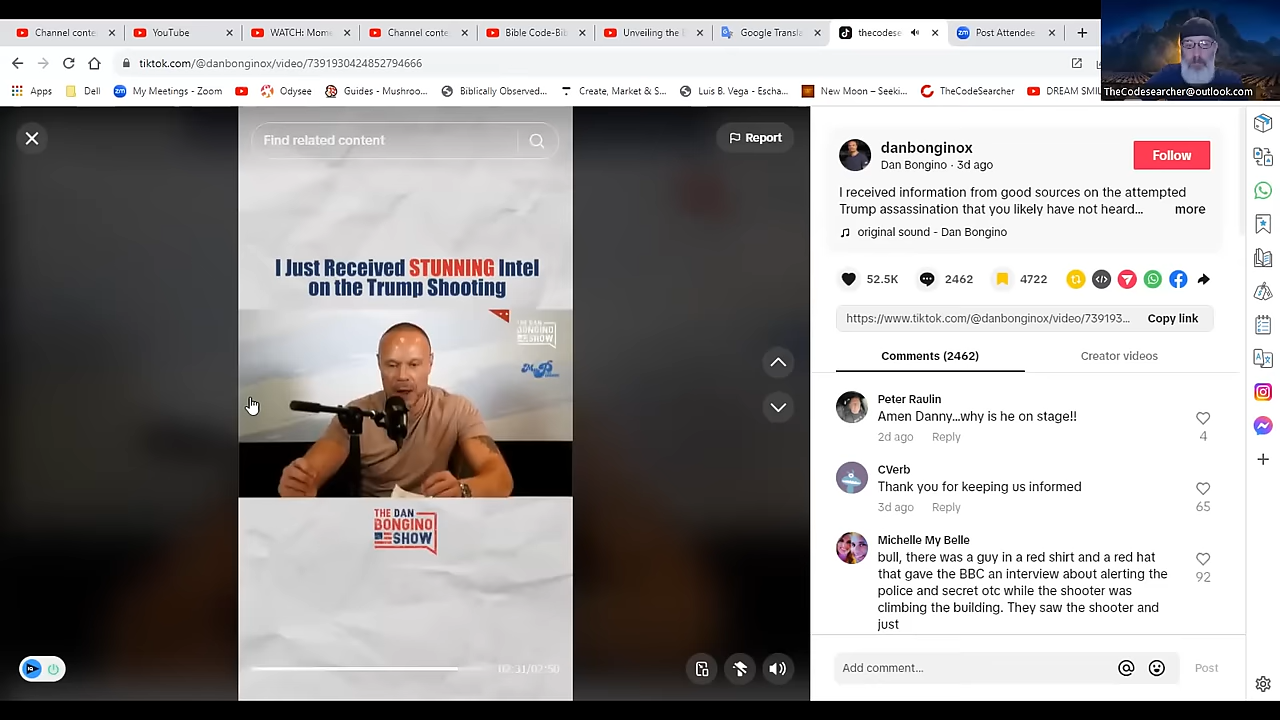 Channel conte
YouTube
WATCH: Mom
Channel conte
Bible Code-Bi
Unveiling the
Google Transla
thecodese
Post Attendee
tiktok.com/@danbonginox/video/7391930424852794666
TheCodesearcher@outlook.com
Apps
Dell
My Meetings - Zoom
Odysee
Guides - Mushroo...
Biblically Observed...
Create, Market & S...
Luis B. Vega - Escha...
New Moon – Seeki...
TheCodeSearcher
DREAM SMI
Find related content
Report
I Just Received STUNNING Intel
on the Trump Shooting
THE DAN
BONGINO
SHOW
THE DAN
BONGINO
SHOW
02:31/02:50
danbonginox
Dan Bongino · 3d ago
Follow
I received information from good sources on the attempted
Trump assassination that you likely have not heard... more
original sound - Dan Bongino
52.5K
2462
4722
https://www.tiktok.com/@danbonginox/video/739193...
Copy link
Comments (2462)
Creator videos
Peter Raulin
Amen Danny...why is he on stage!!
2d ago Reply
4
CVerb
Thank you for keeping us informed
3d ago Reply
65
Michelle My Belle
bull, there was a guy in a red shirt and a red hat
that gave the BBC an interview about alerting the
police and secret otc while the shooter was
climbing the building. They saw the shooter and
just
92
Add comment...
Post